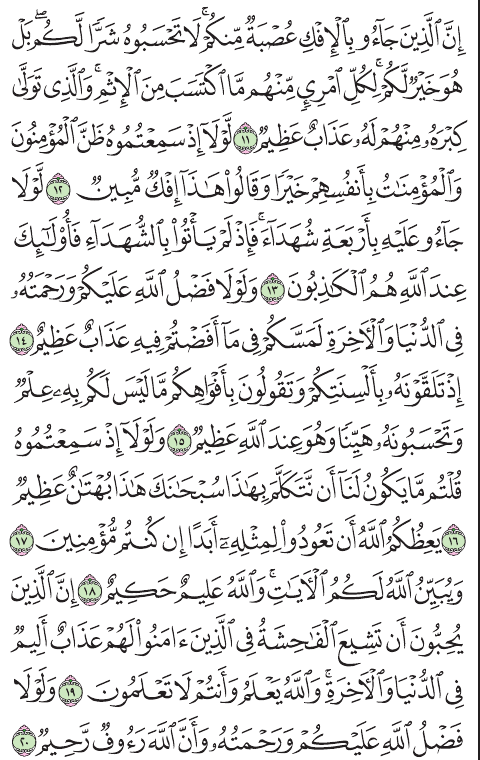 إِنَّ ٱلَّذِينَ جَآءُو بِٱلْإِفْكِ عُصْبَةٌ مِّنكُمْ ۚ لَا تَحْسَبُوهُ شَرًّا لَّكُم ۖ بَلْ
هُوَ خَيْرٌ لَّكُمْ ۚ لِكُلِّ ٱمْرِئٍ مِّنْهُم مَّا ٱكْتَسَبَ مِنَ ٱلْإِثْمِ ۚ وَٱلَّذِى تَوَلَّىٰ
كِبْرَهُۥ مِنْهُمْ لَهُۥ عَذَابٌ عَظِيمٌ ١١ لَّوْلَآ إِذْ سَمِعْتُمُوهُ ظَنَّ ٱلْمُؤْمِنُونَ
وَٱلْمُؤْمِنَٰتُ بِأَنفُسِهِمْ خَيْرًا وَقَالُوا۟ هَٰذَآ إِفْكٌ مُّبِينٌ ١٢ لَّوْلَا
جَآءُو عَلَيْهِ بِأَرْبَعَةِ شُهَدَآءَ ۚ فَإِذْ لَمْ يَأْتُوا۟ بِٱلشُّهَدَآءِ فَأُو۟لَٰٓئِكَ
عِندَ ٱللَّهِ هُمُ ٱلْكَٰذِبُونَ ١٣ وَلَوْلَا فَضْلُ ٱللَّهِ عَلَيْكُمْ وَرَحْمَتُهُۥ
فِى ٱلدُّنْيَا وَٱلْءَاخِرَةِ لَمَسَّكُمْ فِى مَآ أَفَضْتُمْ فِيهِ عَذَابٌ عَظِيمٌ ١٤
إِذْ تَلَقَّوْنَهُۥ بِأَلْسِنَتِكُمْ وَتَقُولُونَ بِأَفْوَاهِكُم مَّا لَيْسَ لَكُم بِهِۦ عِلْمٌ
وَتَحْسَبُونَهُۥ هَيِّنًا وَهُوَ عِندَ ٱللَّهِ عَظِيمٌ ١٥ وَلَوْلَآ إِذْ سَمِعْتُمُوهُ
قُلْتُم مَّا يَكُونُ لَنَآ أَن نَّتَكَلَّمَ بِهَٰذَا سُبْحَٰنَكَ هَٰذَا بُهْتَٰنٌ عَظِيمٌ
١٦ يَعِظُكُمُ ٱللَّهُ أَن تَعُودُوا۟ لِمِثْلِهِۦٓ أَبَدًا إِن كُنتُم مُّؤْمِنِينَ ١٧
وَيُبَيِّنُ ٱللَّهُ لَكُمُ ٱلْءَايَٰتِ ۚ وَٱللَّهُ عَلِيمٌ حَكِيمٌ ١٨ إِنَّ ٱلَّذِينَ
يُحِبُّونَ أَن تَشِيعَ ٱلْفَٰحِشَةُ فِى ٱلَّذِينَ ءَامَنُوا۟ لَهُمْ عَذَابٌ أَلِيمٌ
فِى ٱلدُّنْيَا وَٱلْءَاخِرَةِ ۚ وَٱللَّهُ يَعْلَمُ وَأَنتُمْ لَا تَعْلَمُونَ ١٩ وَلَوْلَا
فَضْلُ ٱللَّهِ عَلَيْكُمْ وَرَحْمَتُهُۥ وَأَنَّ ٱللَّهَ رَءُوفٌ رَّحِيمٌ ٢٠